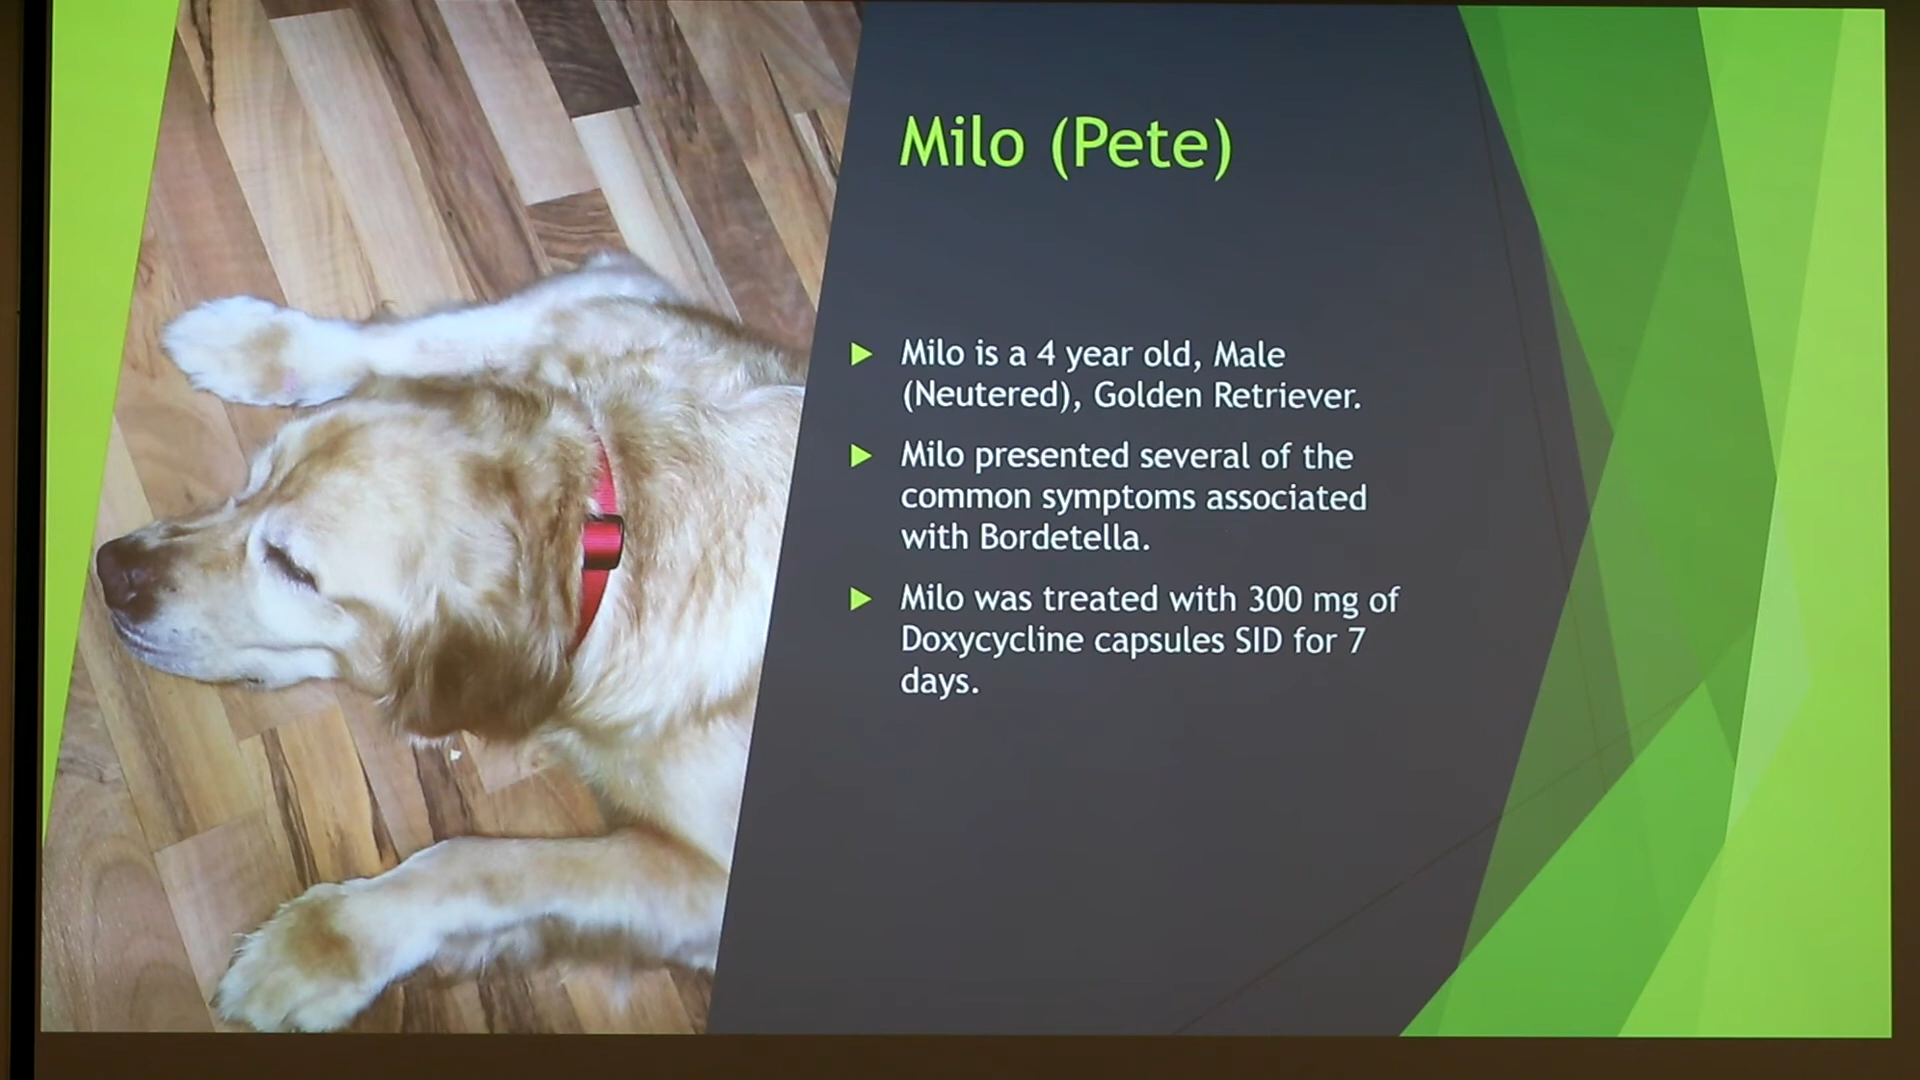 Milo (Pete)
Milo is a 4 year old, Male
(Neutered), Golden Retriever.
Milo presented several of the
common symptoms associated
with Bordetella.
Milo was treated with 300 mg of
Doxycycline capsules SID for 7
days.